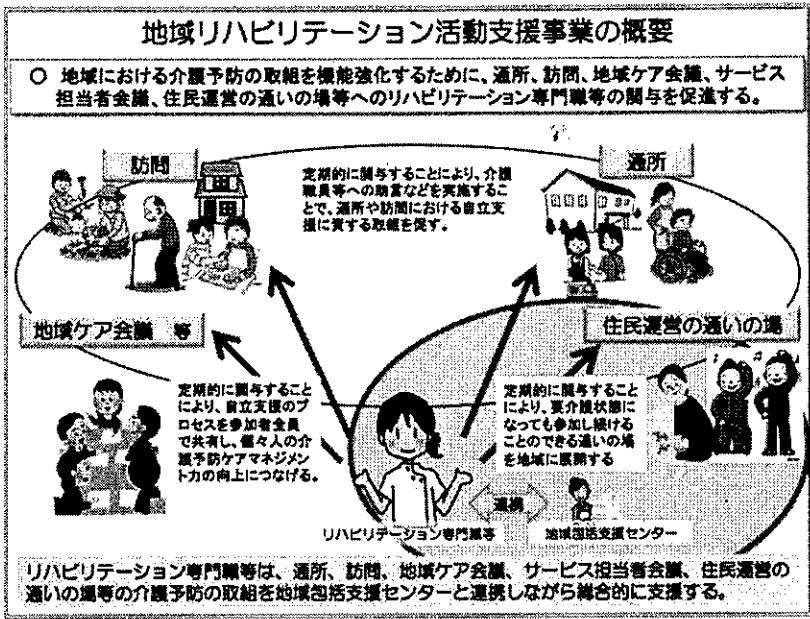 地域リハビリテーション活動支援事業の概要
○ 地域における介護予防の取組を機能強化するために、通所、訪問、地域ケア会議、サービス
担当者会議、住民運営の通いの場等へのリハビリテーション専門職等の関与を促進する。
訪問
通所
定期的に関与することにより、介護
職員等への助言などを実施するこ
とで、通所や訪問における自立支
援に資する取組を促す。
地域ケア会議 等
住民運営の通いの場
定期的に関与すること
により、自立支援のプ
ロセスを参加者全員
で共有し、個々人の介
護予防ケアマネジメン
ト力の向上につなげる。
定期的に関与すること
により、要介護状態に
なっても参加し続ける
ことのできる通いの場
を地域に展開する
連携
リハビリテーション専門職等
地域包括支援センター
リハビリテーション専門職等は、通所、訪問、地域ケア会議、サービス担当者会議、住民運営の
通いの場等の介護予防の取組を地域包括支援センターと連携しながら総合的に支援する。